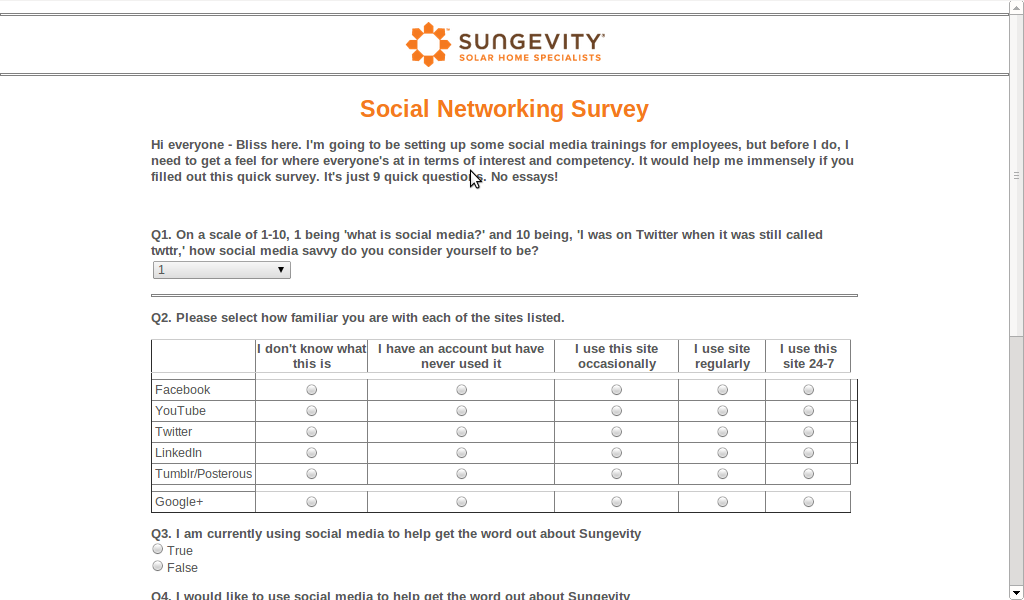 SUNGEVITY
SOLAR HOME SPECIALISTS
Social Networking Survey
Hi everyone - Bliss here. I'm going to be setting up some social media trainings for employees, but before I do, I
need to get a feel for where everyone's at in terms of interest and competency. It would help me immensely if you
filled out this quick survey. It's just 9 quick questions. No essays!
Q1. On a scale of 1-10, 1 being 'what is social media?' and 10 being, 'I was on Twitter when it was still called
twttr,' how social media savvy do you consider yourself to be?
1
Q2. Please select how familiar you are with each of the sites listed.
I don't know what
this is
I have an account but have
never used it
I use this site
occasionally
I use site
regularly
I use this
site 24-7
Facebook
YouTube
Twitter
LinkedIn
Tumblr/Posterous
Google+
Q3. I am currently using social media to help get the word out about Sungevity
True
False
Q4. I would like to use social media to help get the word out about Sungevity